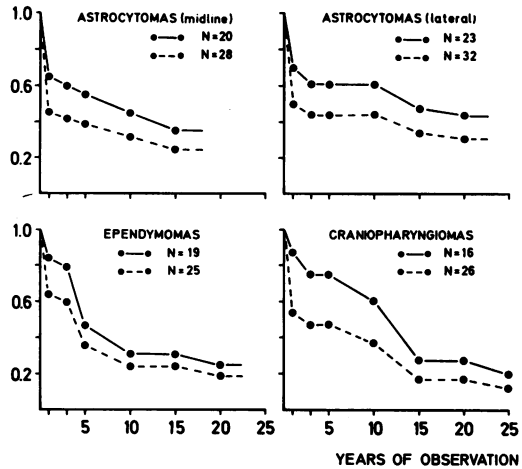 ASTROCYTOMAS (midline)
N=20
N=28
1.0
0.6
0.2
ASTROCYTOMAS (lateral)
N=23
N=32
EPENDYMOMAS
N=19
N=25
1.0
0.6
0.2
5 10 15 20 25
CRANIOPHARYNGIOMAS
N=16
N=26
5 10 15 20 25
YEARS OF OBSERVATION